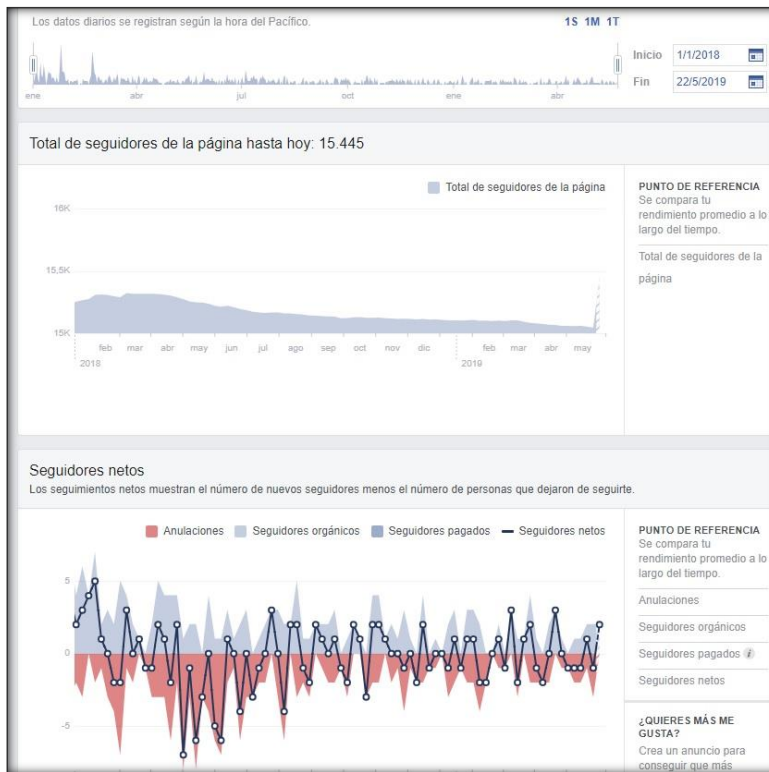 Los datos diarios se registran según la hora del Pacífico.
1S 1M 1T
Inicio 1/1/2018
Fin 22/5/2019
ene abr jul oct ene abr
Total de seguidores de la página hasta hoy: 15.445
Total de seguidores de la página
16K
15,5K
15K
feb mar abr may jun jul ago sep oct nov dic feb mar abr may
2018 2019
PUNTO DE REFERENCIA
Se compara tu
rendimiento promedio a lo
largo del tiempo.
Total de seguidores de la
página
Seguidores netos
Los seguimientos netos muestran el número de nuevos seguidores menos el número de personas que dejaron de seguirte.
Anulaciones Seguidores orgánicos Seguidores pagados Seguidores netos
5
0
-5
PUNTO DE REFERENCIA
Se compara tu
rendimiento promedio a lo
largo del tiempo.
Anulaciones
Seguidores orgánicos
Seguidores pagados i
Seguidores netos
¿QUIERES MÁS ME
GUSTA?
Crea un anuncio para
conseguir que más